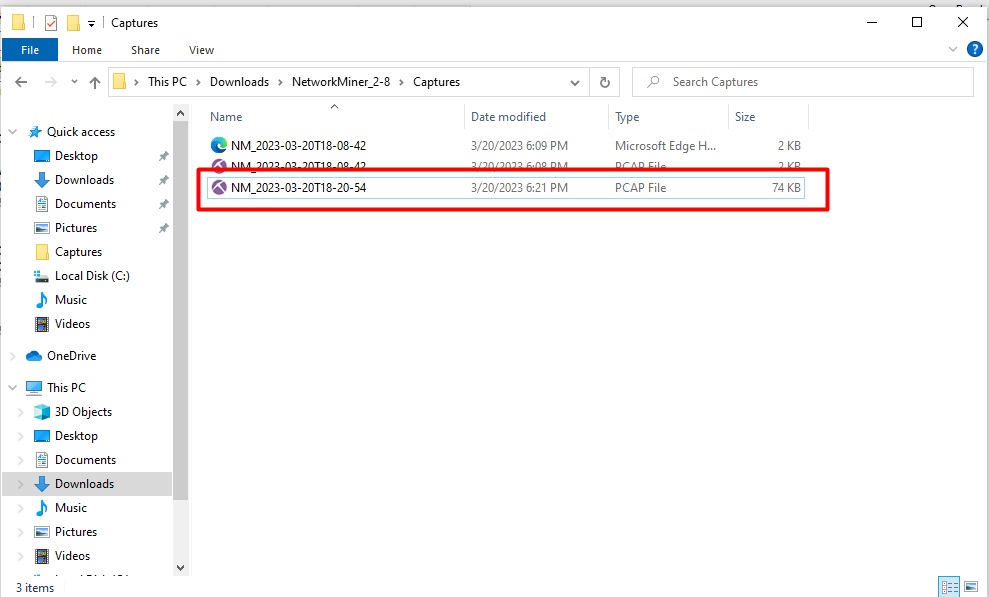 Captures
File Home Share View
This PC Downloads NetworkMiner_2-8 Captures Search Captures
Name Date modified Type Size
NM_2023-03-20T18-08-42 3/20/2023 6:09 PM Microsoft Edge H... 2 KB
NM_2023-03-20T18-08-42 3/20/2023 6:08 PM PCAP File 2 KB
NM_2023-03-20T18-20-54 3/20/2023 6:21 PM PCAP File 74 KB
Quick access
Desktop
Downloads
Documents
Pictures
Captures
Local Disk (C:)
Music
Videos
OneDrive
This PC
3D Objects
Desktop
Documents
Downloads
Music
Pictures
Videos
3 items